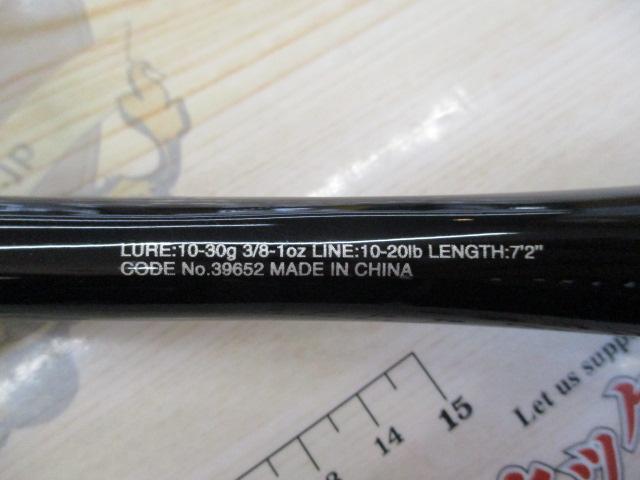 LURE:10-30g 3/8-1oz LINE:10-20lb LENGTH:7'2"
CODE No.39652 MADE IN CHINA
14
15
Let us supp